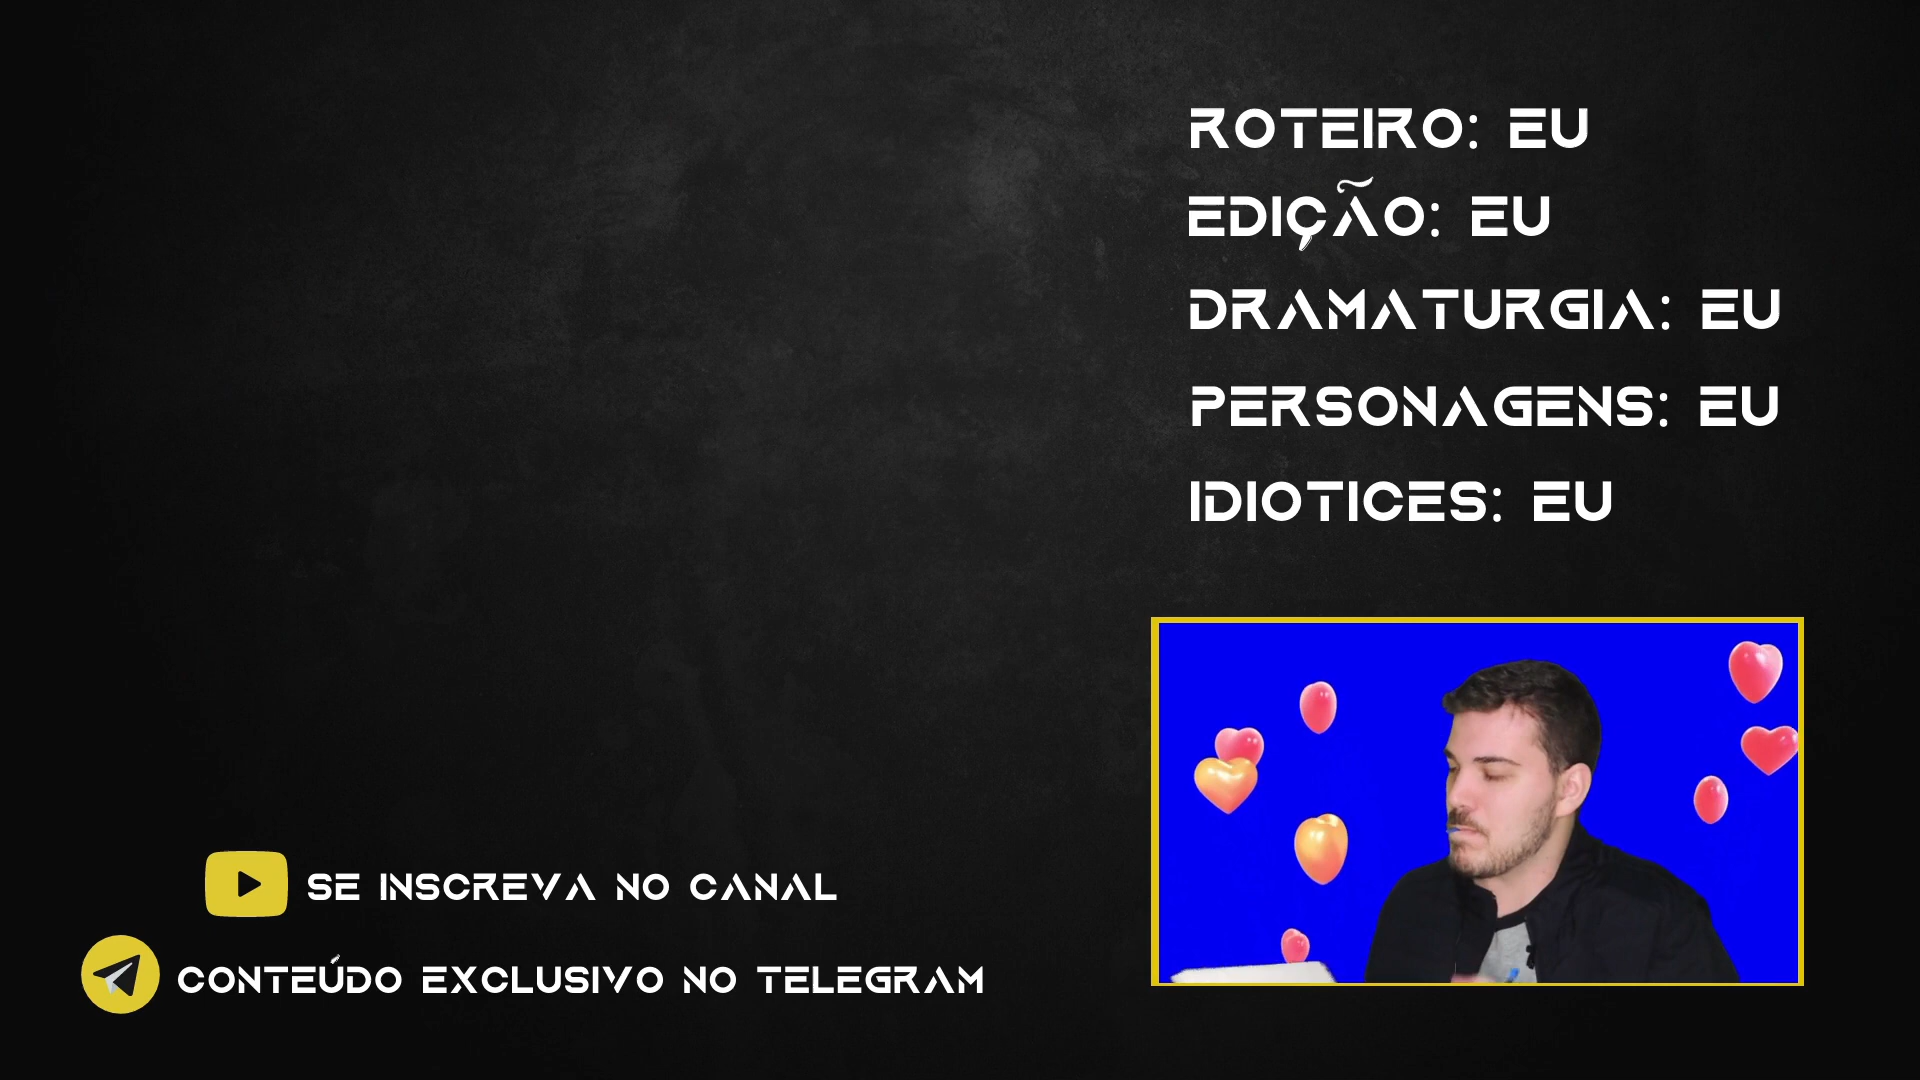 ROTEIRO: EU
EDIÇÃO: EU
DRAMATURGIA: EU
PERSONAGENS: EU
IDIOTICES: EU
SE INSCREVA NO CANAL
CONTEÚDO EXCLUSIVO NO TELEGRAM